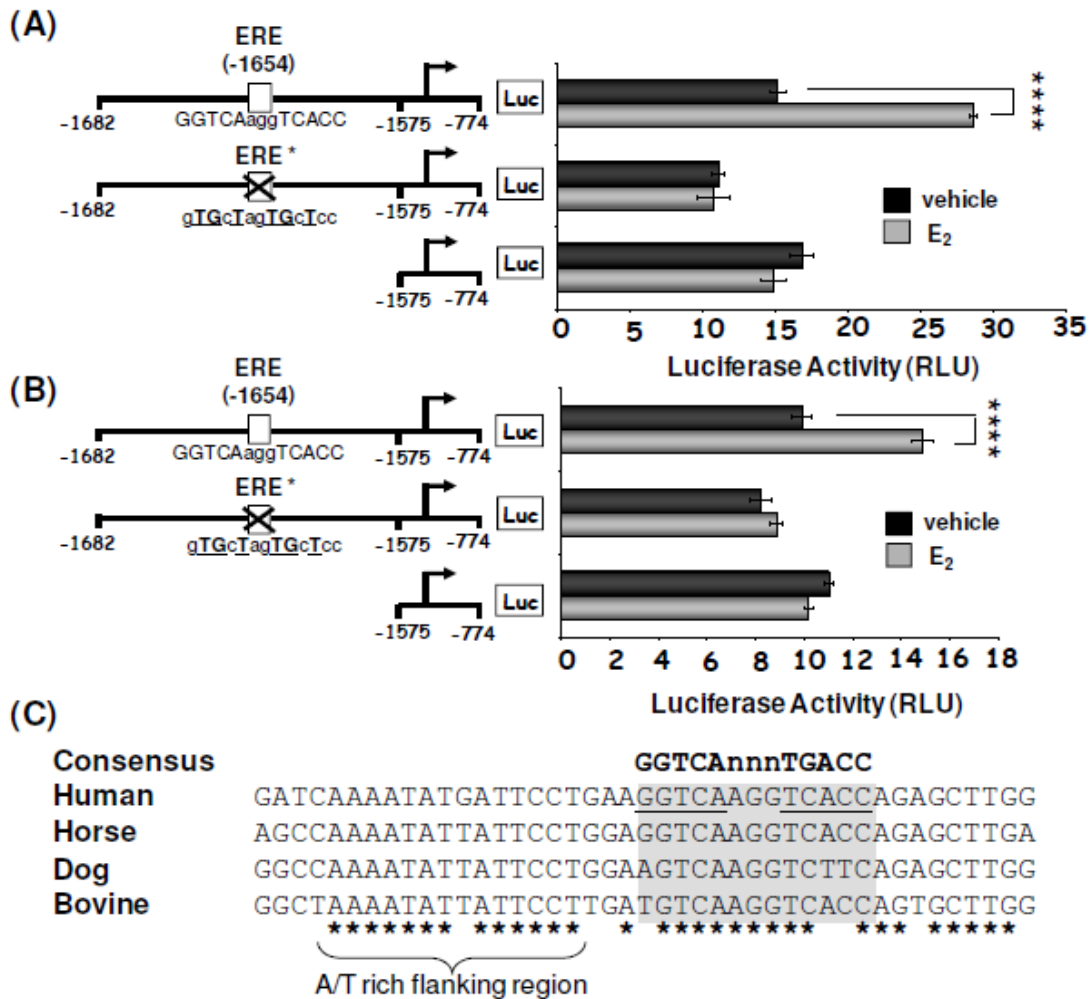 (A)
ERE
(-1654)
-1682
GGTCAaggTCACC
-1575
-774
Luc
****
ERE *
-1682
gTGcTagTGcTcc
-1575
-774
Luc
vehicle
E2
-1575
-774
Luc
0 5 10 15 20 25 30 35
Luciferase Activity (RLU)
(B)
ERE
(-1654)
-1682
GGTCAaggTCACC
-1575
-774
Luc
****
ERE *
-1682
gTGcTagTGcTcc
-1575
-774
Luc
vehicle
E2
-1575
-774
Luc
0 2 4 6 8 10 12 14 16 18
Luciferase Activity (RLU)
(C)
Consensus GGTCAnnnTGACC
Human GATCAAAATATGATTCCTGAAGGTCAAGGTCACCAGAGCTTGG
Horse AGCCAAAATATTATTCCTGGAGGTCAAGGTCACCAGAGCTTGA
Dog GGCCAAAATATTATTCCTGGAAGTCAAGGTCTTCAGAGCTTGG
Bovine GGCTAAAATATTATTCCTTGATGTCAAGGTCACCAGTGCTTGG
******* ****** * ********* *** *****
A/T rich flanking region